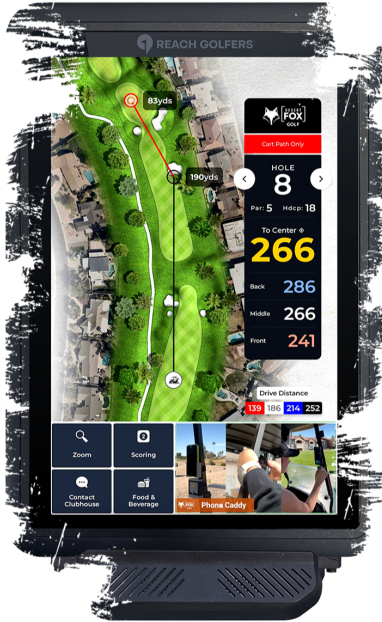 REACH GOLFERS
83yds
190yds
DESERT
FOX
GOLF
Cart Path Only
HOLE
8
Par: 5 Hdcp: 18
To Center
266
Back 286
Middle 266
Front 241
Drive Distance
139 186 214 252
Zoom
2
Scoring
Contact
Clubhouse
Food &
Beverage
FOX
Phone Caddy